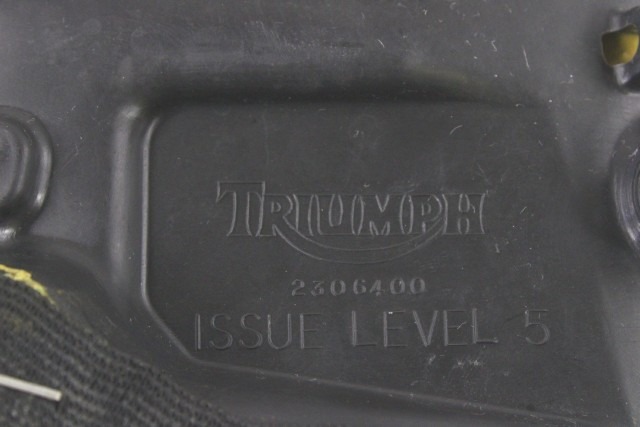 TRIUMPH
2306400
ISSUE LEVEL 5